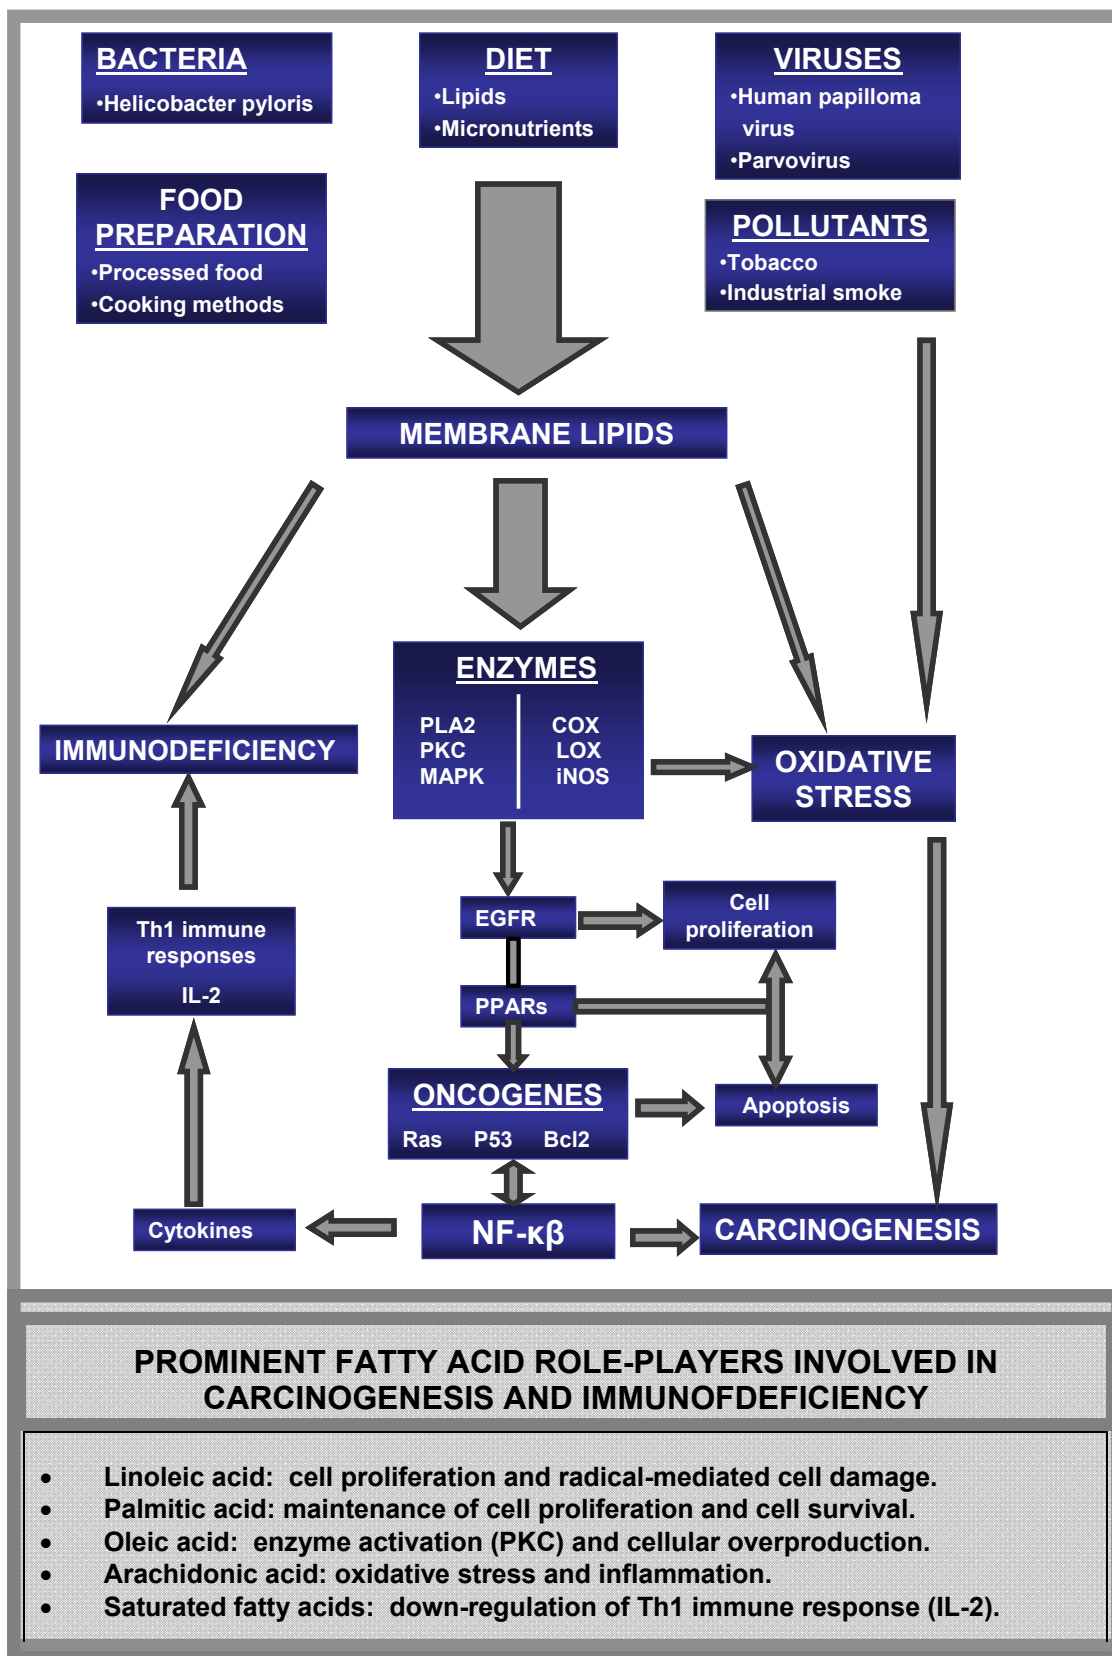 BACTERIA
•Helicobacter pyloris
DIET
•Lipids
•Micronutrients
VIRUSES
•Human papilloma
virus
•Parvovirus
FOOD
PREPARATION
•Processed food
•Cooking methods
POLLUTANTS
•Tobacco
•Industrial smoke
MEMBRANE LIPIDS
ENZYMES
PLA2 COX
PKC LOX
MAPK iNOS
IMMUNODEFICIENCY
OXIDATIVE
STRESS
Th1 immune
responses
IL-2
EGFR
Cell
proliferation
PPARs
ONCOGENES
Ras P53 Bcl2
Apoptosis
Cytokines
NF-κβ
CARCINOGENESIS
PROMINENT FATTY ACID ROLE-PLAYERS INVOLVED IN
CARCINOGENESIS AND IMMUNOFDEFICIENCY
• Linoleic acid: cell proliferation and radical-mediated cell damage.
• Palmitic acid: maintenance of cell proliferation and cell survival.
• Oleic acid: enzyme activation (PKC) and cellular overproduction.
• Arachidonic acid: oxidative stress and inflammation.
• Saturated fatty acids: down-regulation of Th1 immune response (IL-2).